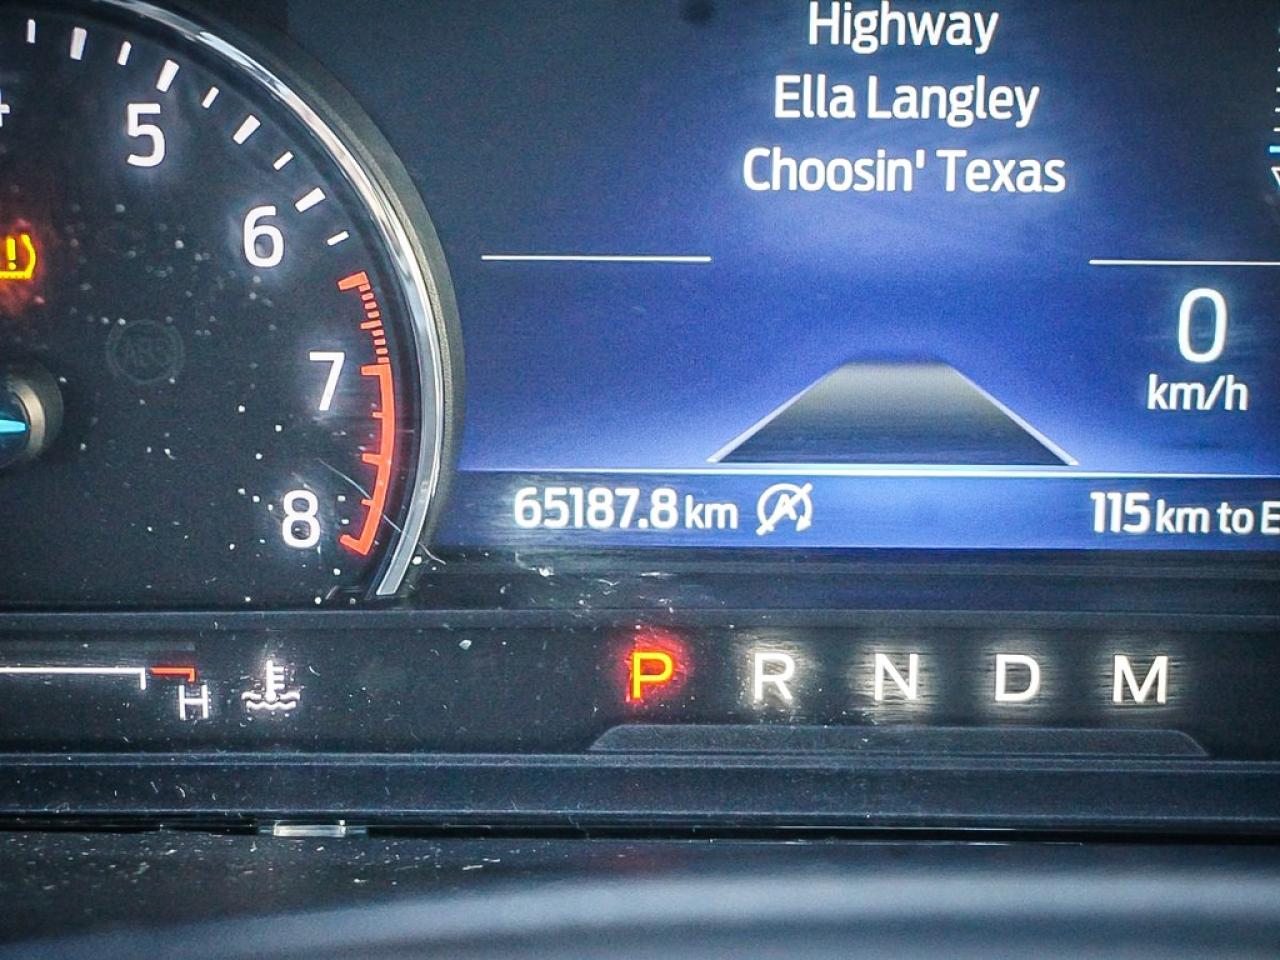 Highway
Ella Langley
Choosin' Texas
5
6
7
8
!
0
km/h
65187.8 km
A
115 km to E
H
P R N D M